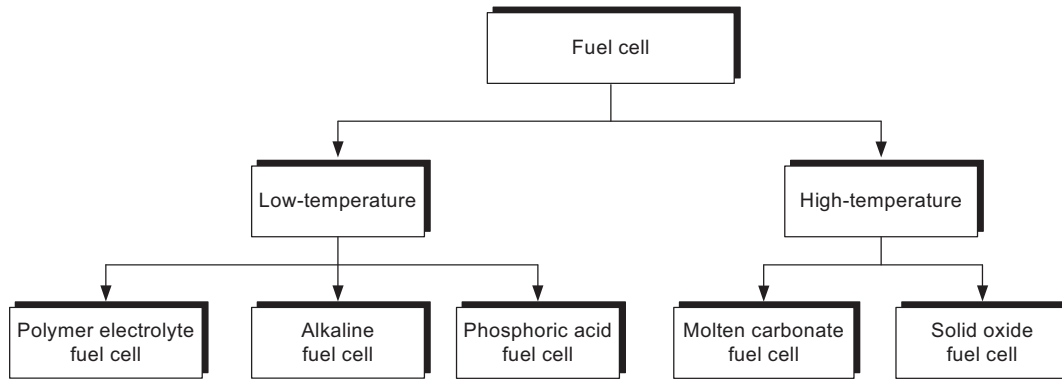 Fuel cell
Low-temperature
High-temperature
Polymer electrolyte
fuel cell
Alkaline
fuel cell
Phosphoric acid
fuel cell
Molten carbonate
fuel cell
Solid oxide
fuel cell